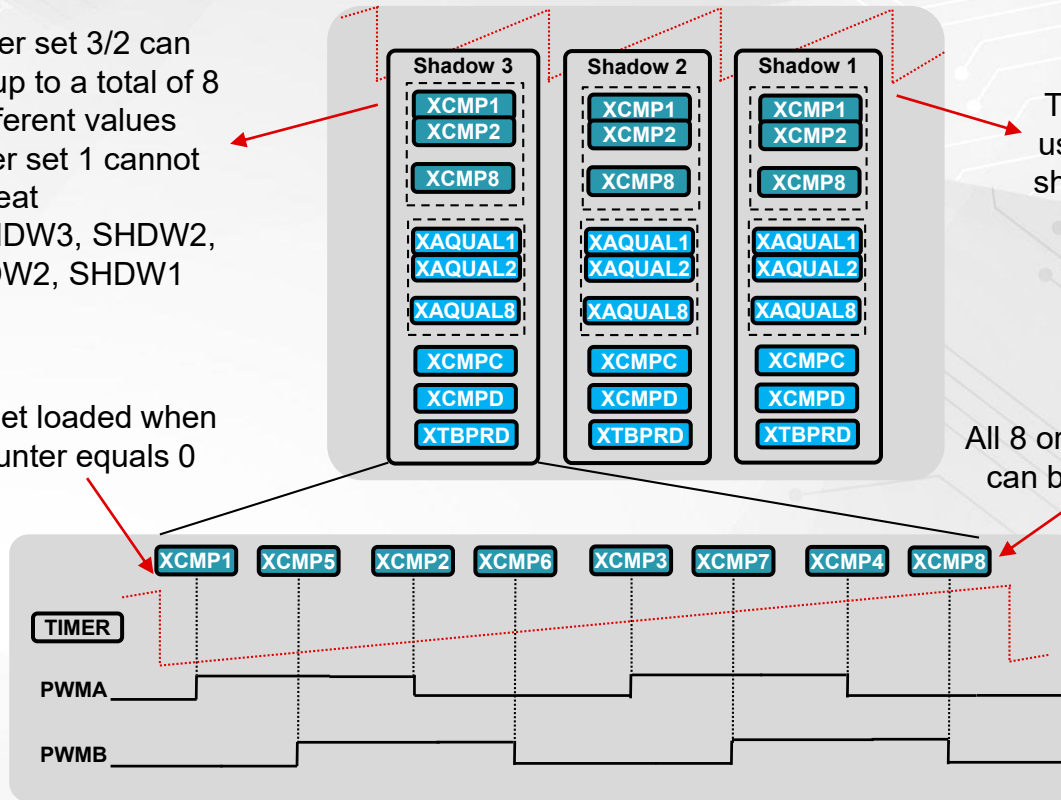 er set 3/2 can
up to a total of 8
ferent values
er set 1 cannot
eat
DW3, SHDW2,
W2, SHDW1
et loaded when
unter equals 0
Shadow 3
XCMP1
XCMP2
XCMP8
XAQUAL1
XAQUAL2
XAQUAL8
XCMPC
XCMPD
XTBPRD
Shadow 2
XCMP1
XCMP2
XCMP8
XAQUAL1
XAQUAL2
XAQUAL8
XCMPC
XCMPD
XTBPRD
Shadow 1
XCMP1
XCMP2
XCMP8
XAQUAL1
XAQUAL2
XAQUAL8
XCMPC
XCMPD
XTBPRD
T
us
sh
All 8 or
can b
XCMP1 XCMP5 XCMP2 XCMP6 XCMP3 XCMP7 XCMP4 XCMP8
TIMER
PWMA
PWMB